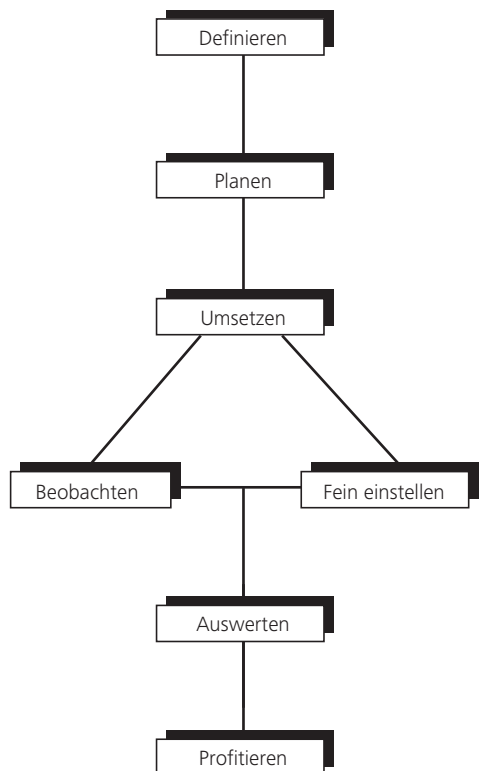 Definieren
Planen
Umsetzen
Beobachten
Fein einstellen
Auswerten
Profitieren